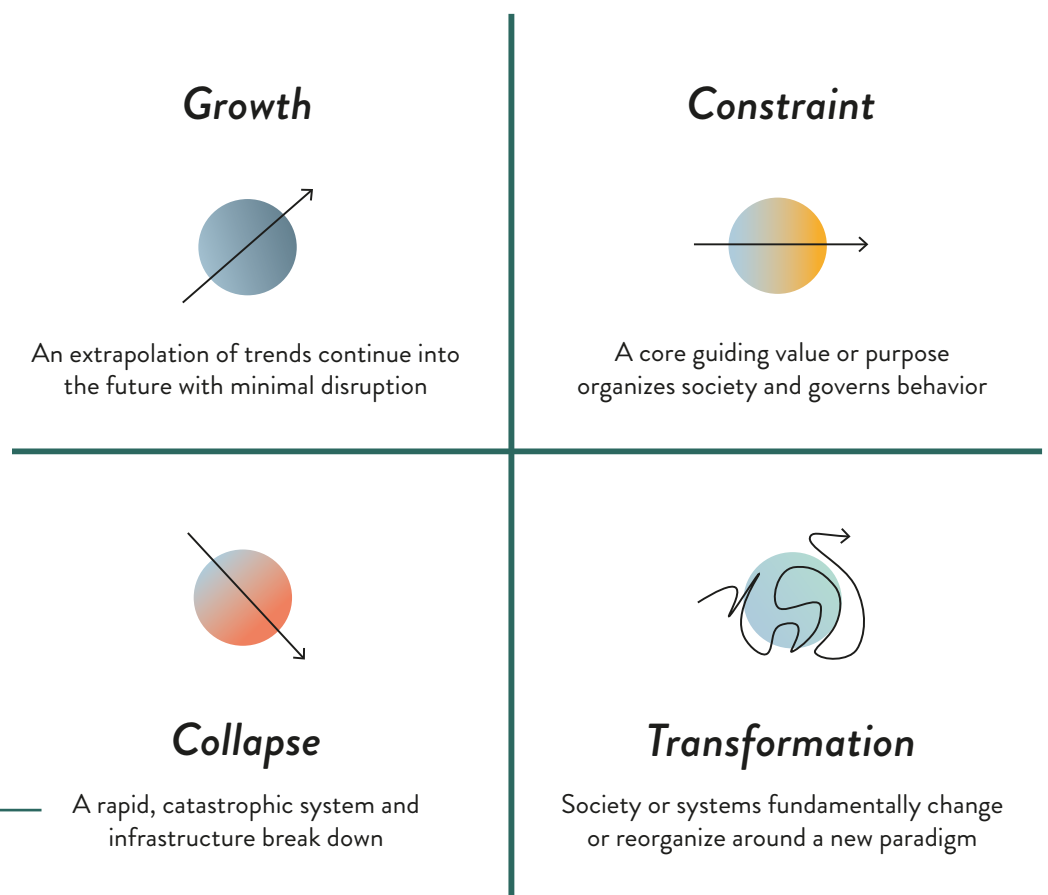 Growth
An extrapolation of trends continue into
the future with minimal disruption
Constraint
A core guiding value or purpose
organizes society and governs behavior
Collapse
A rapid, catastrophic system and
infrastructure break down
Transformation
Society or systems fundamentally change
or reorganize around a new paradigm